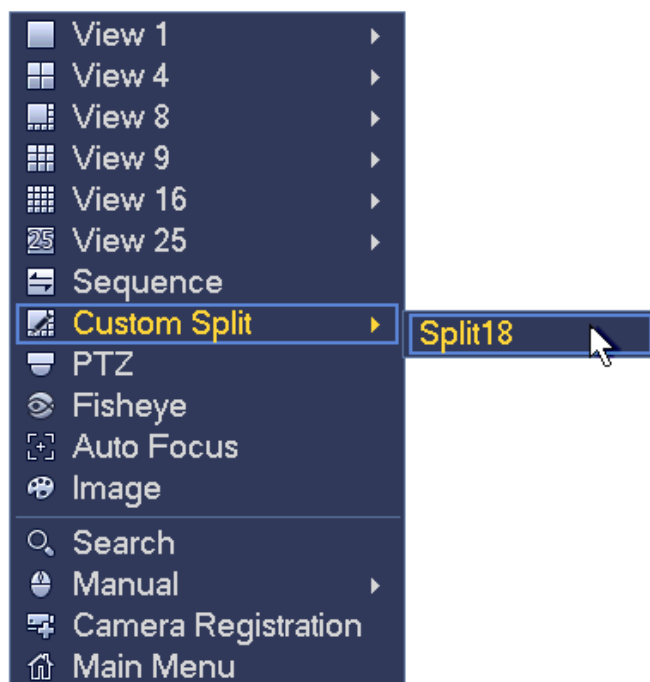 View 1
View 4
View 8
View 9
View 16
25 View 25
Sequence
Custom Split
Split18
PTZ
Fisheye
Auto Focus
Image
Search
Manual
Camera Registration
Main Menu